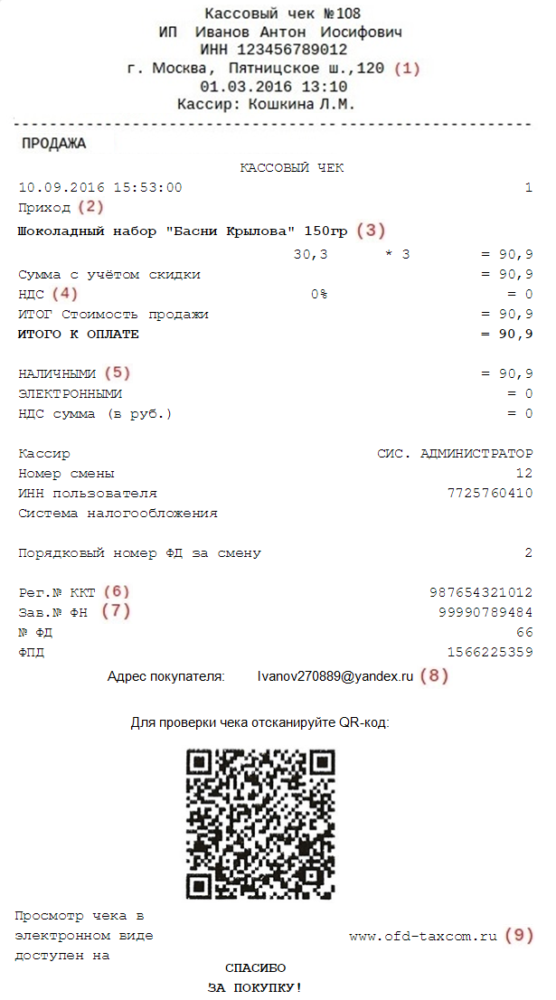 Кассовый чек №108
ИП Иванов Антон Иосифович
ИНН 123456789012
г. Москва, Пятницское ш.,120 (1)
01.03.2016 13:10
Кассир: Кошкина Л.М.
ПРОДАЖА
КАССОВЫЙ ЧЕК
10.09.2016 15:53:00 1
Приход (2)
Шоколадный набор "Басни Крылова" 150гр (3)
30,3 * 3 = 90,9
Сумма с учётом скидки = 90,9
НДС (4) 0% = 0
ИТОГ Стоимость продажи = 90,9
ИТОГО К ОПЛАТЕ = 90,9
НАЛИЧНЫМИ (5) = 90,9
ЭЛЕКТРОННЫМИ = 0
НДС сумма (в руб.) = 0
Кассир СИС. АДМИНИСТРАТОР
Номер смены 12
ИНН пользователя 7725760410
Система налогообложения
Порядковый номер ФД за смену 2
Рег.№ ККТ (6) 987654321012
Зав.№ ФН (7) 99990789484
№ ФД 66
ФПД 1566225359
Адрес покупателя: Ivanov270889@yandex.ru (8)
Для проверки чека отсканируйте QR-код:
Просмотр чека в
электронном виде www.ofd-taxcom.ru (9)
доступен на
СПАСИБО
ЗА ПОКУПКУ!